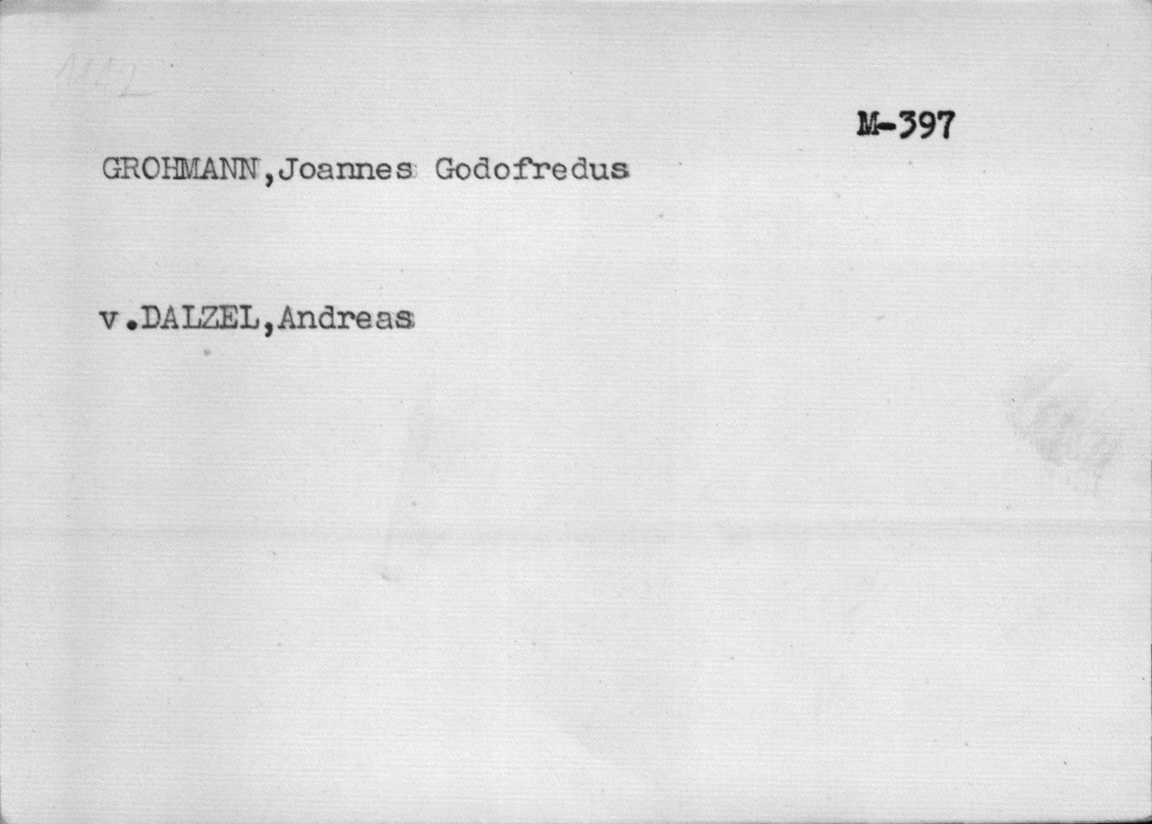 M-397
GROHMANN,Joannes Godofredus
v.DALZEL,Andreas